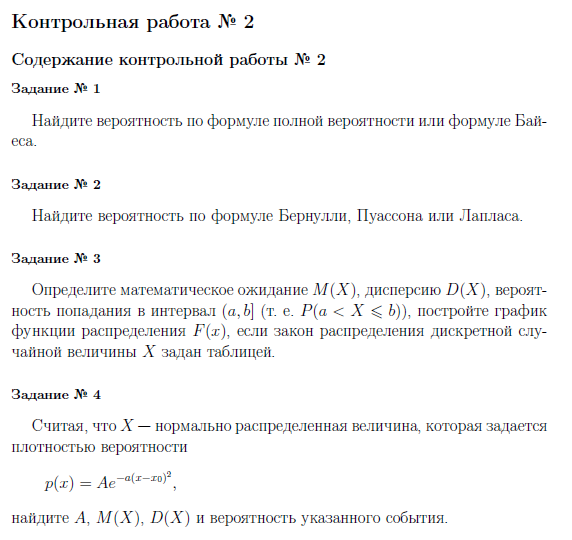 Контрольная работа № 2
Содержание контрольной работы № 2
Задание № 1
Найдите вероятность по формуле полной вероятности или формуле Бай-
еса.
Задание № 2
Найдите вероятность по формуле Бернулли, Пуассона или Лапласа.
Задание № 3
Определите математическое ожидание M(X), дисперсию D(X), вероят-
ность попадания в интервал (a, b] (т. е. P(a < X ⩽ b)), постройте график
функции распределения F(x), если закон распределения дискретной слу-
чайной величины X задан таблицей.
Задание № 4
Считая, что X — нормально распределенная величина, которая задается
плотностью вероятности
p(x) = Ae^{−a(x−x₀)²},
найдите A, M(X), D(X) и вероятность указанного события.